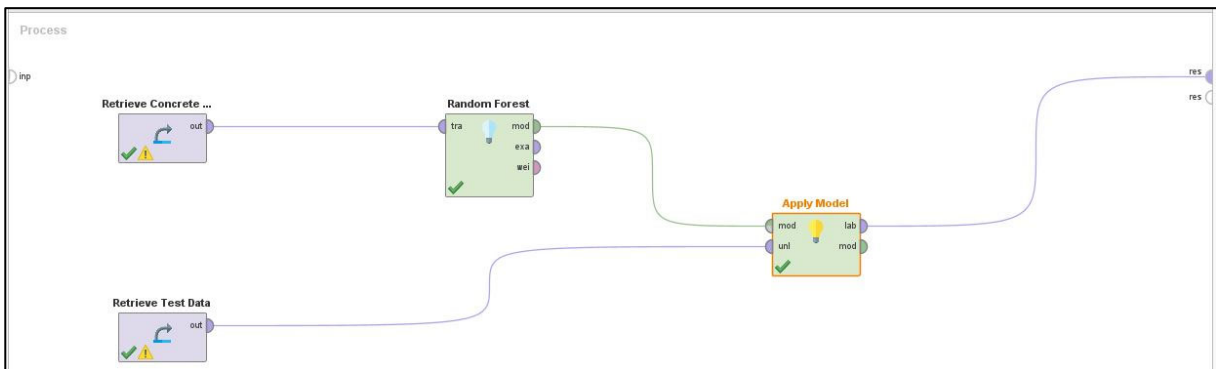 Process
inp
res
res
Retrieve Concrete ...
out
Random Forest
tra
mod
exa
wei
Apply Model
mod
lab
unl
mod
Retrieve Test Data
out